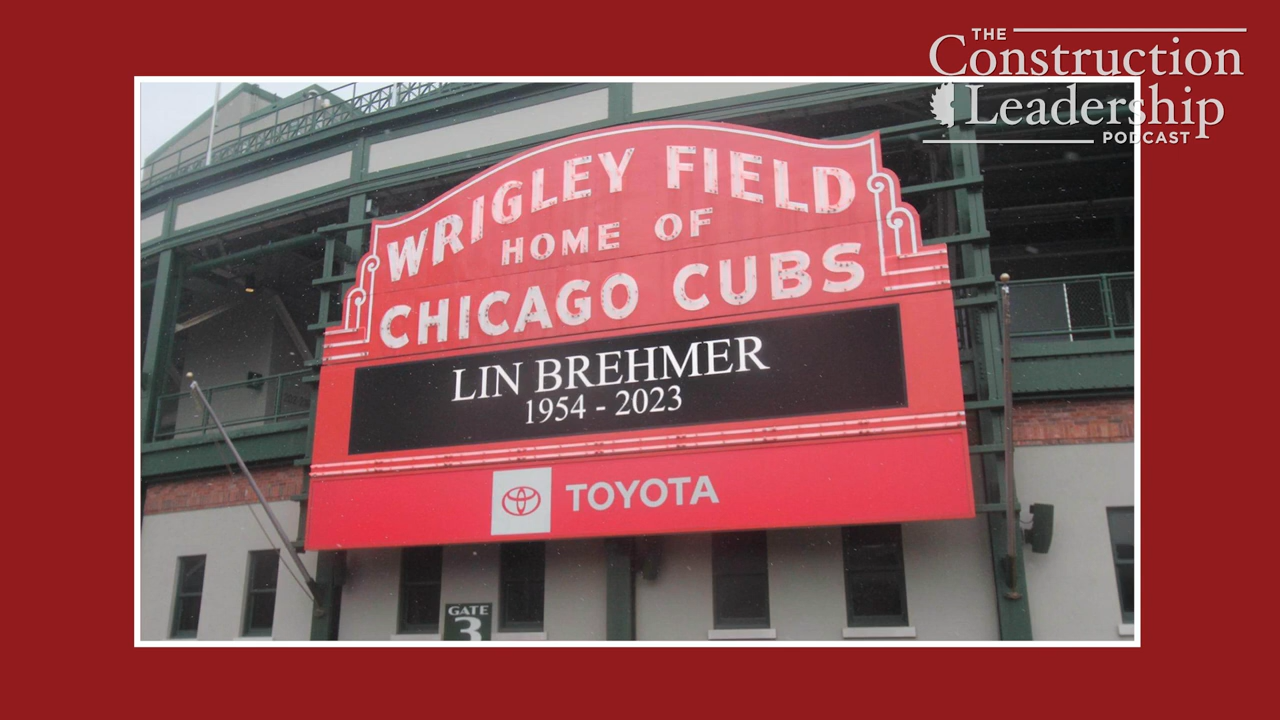 THE
Construction
Leadership
PODCAST
WRIGLEY FIELD
HOME OF
CHICAGO CUBS
LIN BREHMER
1954 - 2023
TOYOTA
GATE
3